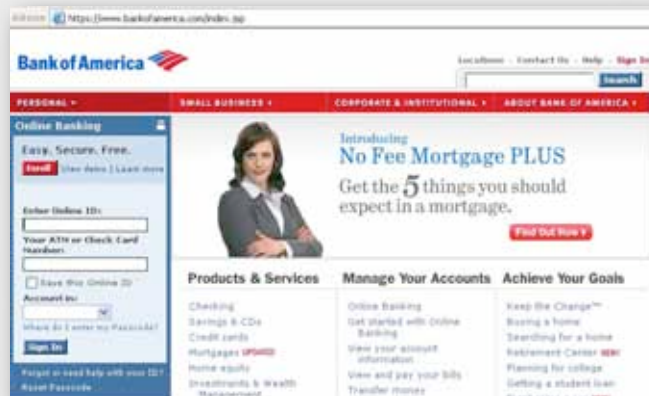 Address https://www.bankofamerica.com/index.jsp
Bank of America
Locations · Contact Us · Help · Sign In
Search
PERSONAL
SMALL BUSINESS
CORPORATE & INSTITUTIONAL
ABOUT BANK OF AMERICA
Online Banking
Easy. Secure. Free.
Enroll View demo | Learn more
Enter Online ID:
Your ATM or Check Card
Number:
Save this Online ID
Account in:
Where do I enter my Passcode?
Sign In
Forgot or need help with your ID?
Reset Passcode
Introducing
No Fee Mortgage PLUS
Get the 5 things you should
expect in a mortgage.
Find Out How
Products & Services
Checking
Savings & CDs
Credit cards
Mortgages UPDATED
Home equity
Investments & Wealth
Management
Manage Your Accounts
Online Banking
Get started with Online
Banking
View your account
information
View and pay your bills
Transfer money
Achieve Your Goals
Keep the Change™
Buying a home
Searching for a home
Retirement Center NEW!
Planning for college
Getting a student loan